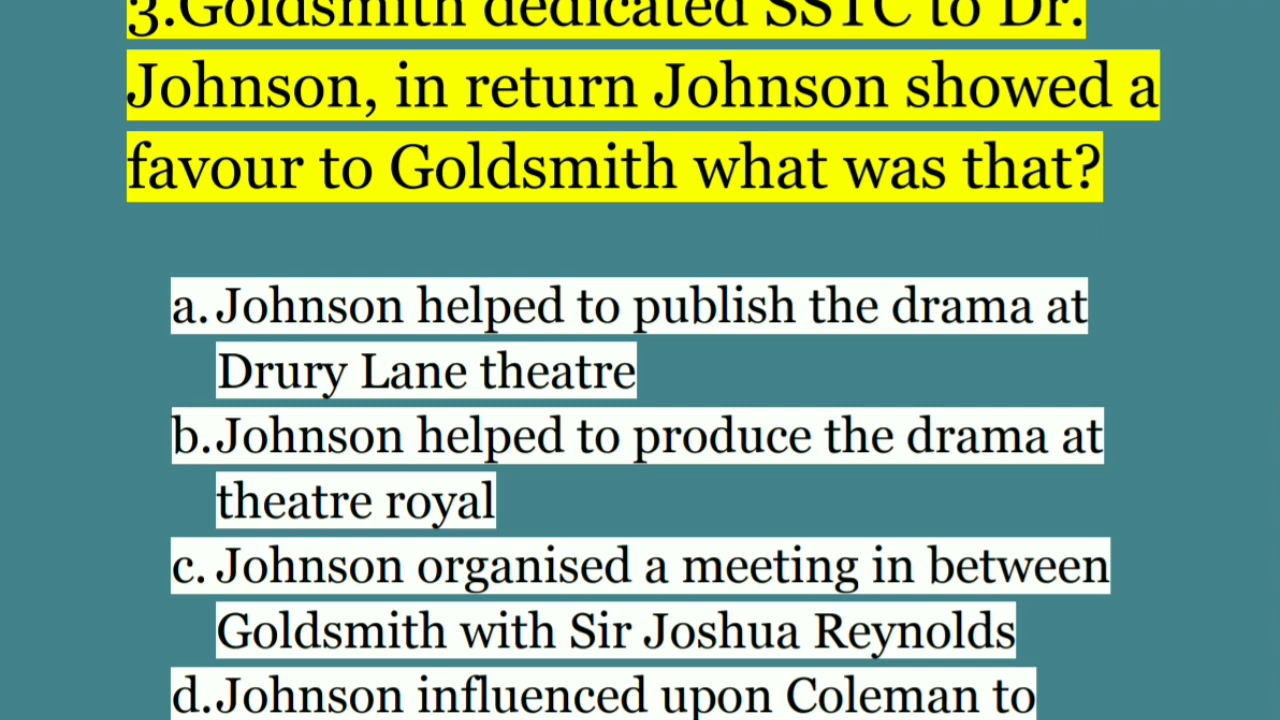 3.Goldsmith dedicated SSTC to Dr.
Johnson, in return Johnson showed a
favour to Goldsmith what was that?
a. Johnson helped to publish the drama at
Drury Lane theatre
b. Johnson helped to produce the drama at
theatre royal
c. Johnson organised a meeting in between
Goldsmith with Sir Joshua Reynolds
d. Johnson influenced upon Coleman to